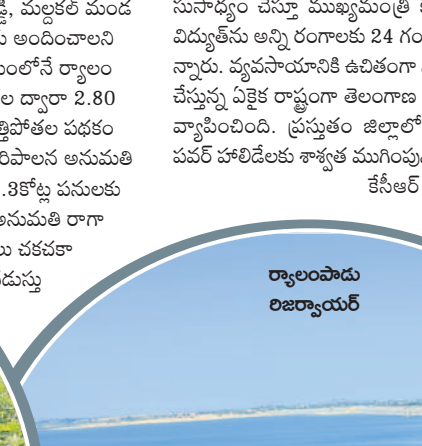 డ్డి, మల్దకల్ మండ
అందించాలని
ంలోనే ర్యాలం
ల ద్వారా 2.80
త్తిపోతల పథకం
రిపాలన అనుమతి
.3కోట్ల పనులకు
అనుమతి రాగా
లు చకచకా
డుస్తు
సుసాధ్యం చేస్తూ ముఖ్యమంత్రి
విద్యుత్‌ను అన్ని రంగాలకు 24 గం
న్నారు. వ్యవసాయానికి ఉచితంగా
చేస్తున్న ఏకైక రాష్ట్రంగా తెలంగాణ
వ్యాపించింది. ప్రస్తుతం జిల్లాలో
పవర్ హాలిడేలకు శాశ్వత ముగింపు
కేసీఆర్
ర్యాలంపాడు
రిజర్వాయర్